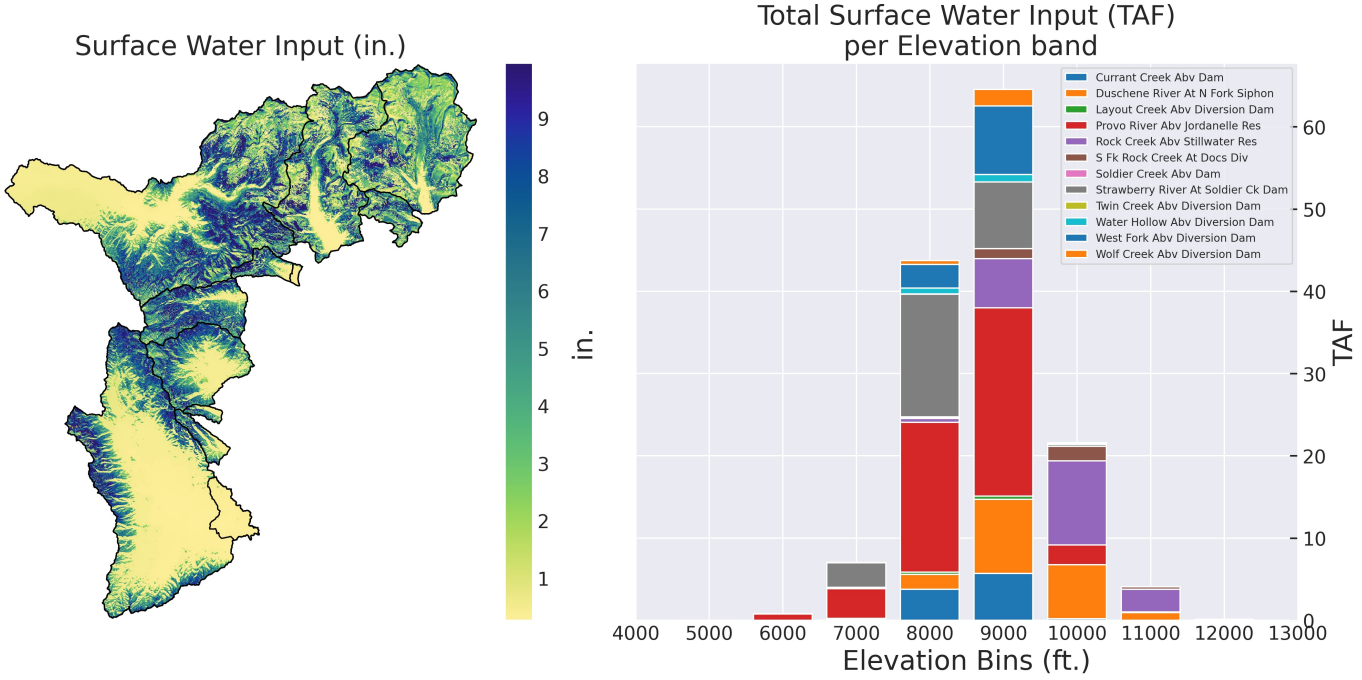 Surface Water Input (in.)
9
8
7
6
5
4
3
2
1
in.
Total Surface Water Input (TAF)
per Elevation band
Currant Creek Abv Dam
Duschene River At N Fork Siphon
Layout Creek Abv Diversion Dam
Provo River Abv Jordanelle Res
Rock Creek Abv Stillwater Res
S Fk Rock Creek At Docs Div
Soldier Creek Abv Dam
Strawberry River At Soldier Ck Dam
Twin Creek Abv Diversion Dam
Water Hollow Abv Diversion Dam
West Fork Abv Diversion Dam
Wolf Creek Abv Diversion Dam
60
50
40
30
20
10
0
TAF
4000 5000 6000 7000 8000 9000 10000 11000 12000 13000
Elevation Bins (ft.)